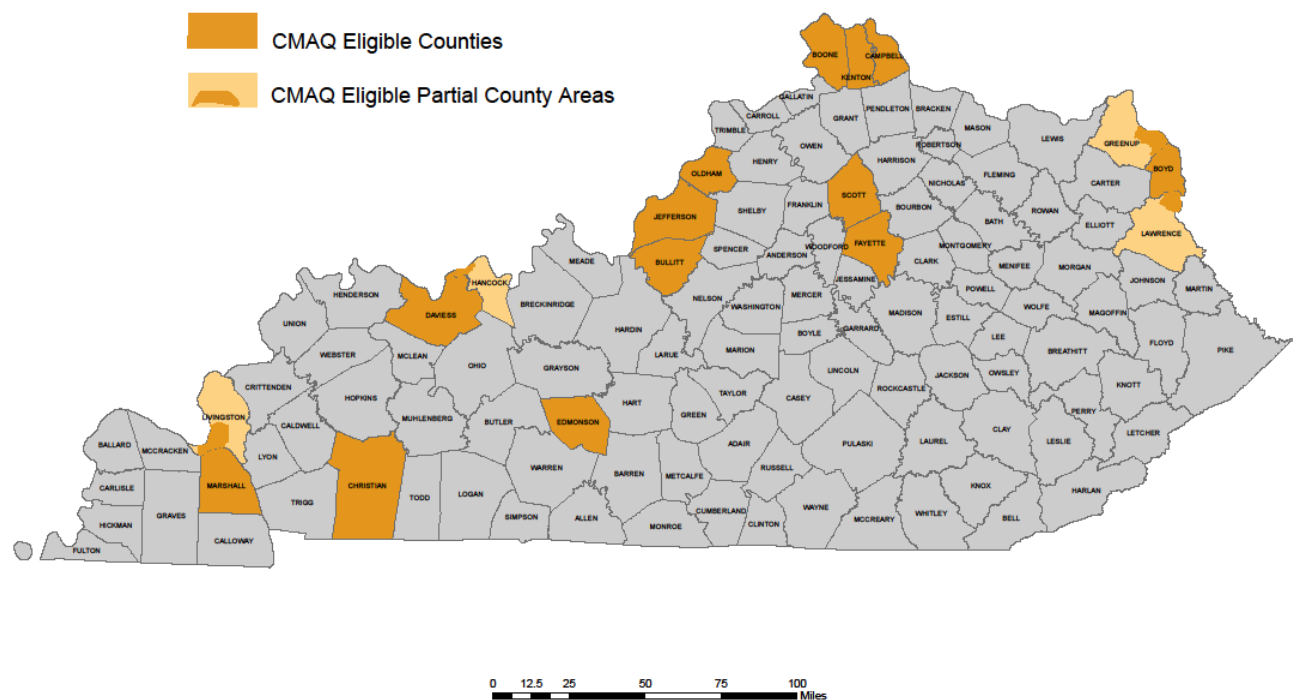 CMAQ Eligible Counties
CMAQ Eligible Partial County Areas
BOONE
CAMPBELL
KENTON
GALLATIN
PENDLETON
BRACKEN
CARROLL
GRANT
MASON
TRIMBLE
LEWIS
GREENUP
ROBERTSON
OWEN
HENRY
HARRISON
BOYD
OLDHAM
FLEMING
NICHOLAS
CARTER
SCOTT
FRANKLIN
BOURBON
SHELBY
ROWAN
JEFFERSON
BATH
ELLIOTT
LAWRENCE
FAYETTE
WOODFORD
MONTGOMERY
SPENCER
ANDERSON
BULLITT
CLARK
MENIFEE
MORGAN
MEADE
JESSAMINE
JOHNSON
HANCOCK
POWELL
MARTIN
HENDERSON
NELSON
MERCER
BRECKINRIDGE
WASHINGTON
WOLFE
MADISON
MAGOFFIN
DAVIESS
ESTILL
UNION
HARDIN
BOYLE
GARRARD
LEE
FLOYD
MARION
PIKE
BREATHITT
WEBSTER
MCLEAN
LARUE
OHIO
GRAYSON
LINCOLN
OWSLEY
JACKSON
CRITTENDEN
KNOTT
ROCKCASTLE
TAYLOR
HOPKINS
CASEY
HART
PERRY
LIVINGSTON
GREEN
MUHLENBERG
BUTLER
EDMONSON
CALDWELL
CLAY
LETCHER
ADAIR
PULASKI
LAUREL
LESLIE
BALLARD
MCCRACKEN
LYON
WARREN
RUSSELL
BARREN
METCALFE
MARSHALL
CHRISTIAN
KNOX
CARLISLE
HARLAN
LOGAN
TODD
TRIGG
WAYNE
CUMBERLAND
WHITLEY
GRAVES
SIMPSON
ALLEN
BELL
MCCREARY
HICKMAN
MONROE
CLINTON
CALLOWAY
FULTON
0 12.5 25 50 75 100
Miles